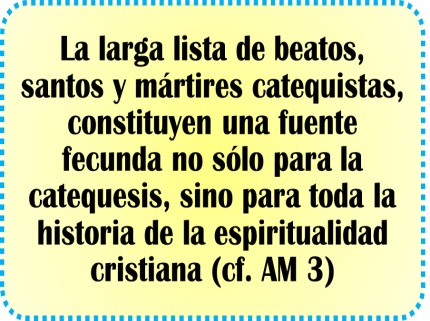 La larga lista de beatos,
santos y mártires catequistas,
constituyen una fuente
fecunda no sólo para la
catequesis, sino para toda la
historia de la espiritualidad
cristiana (cf. AM 3)